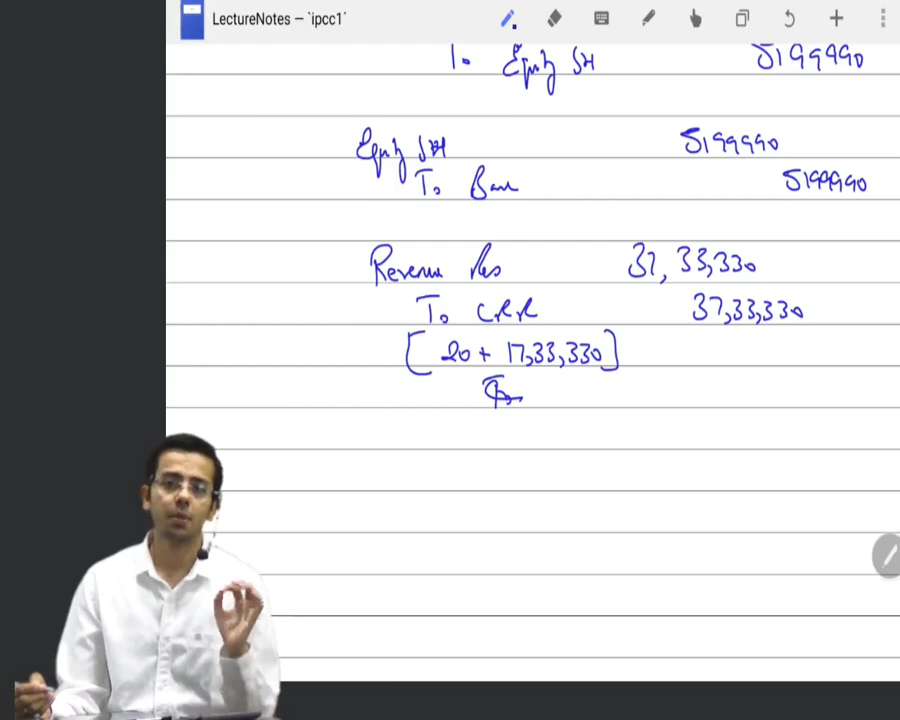 LectureNotes – `ipcc1`
To Equity SH 5199990
Equity SH 5199990
To Ban 5199990
Revenue Res 37,33,330
To CRR 37,33,330
[20 + 17,33,330]